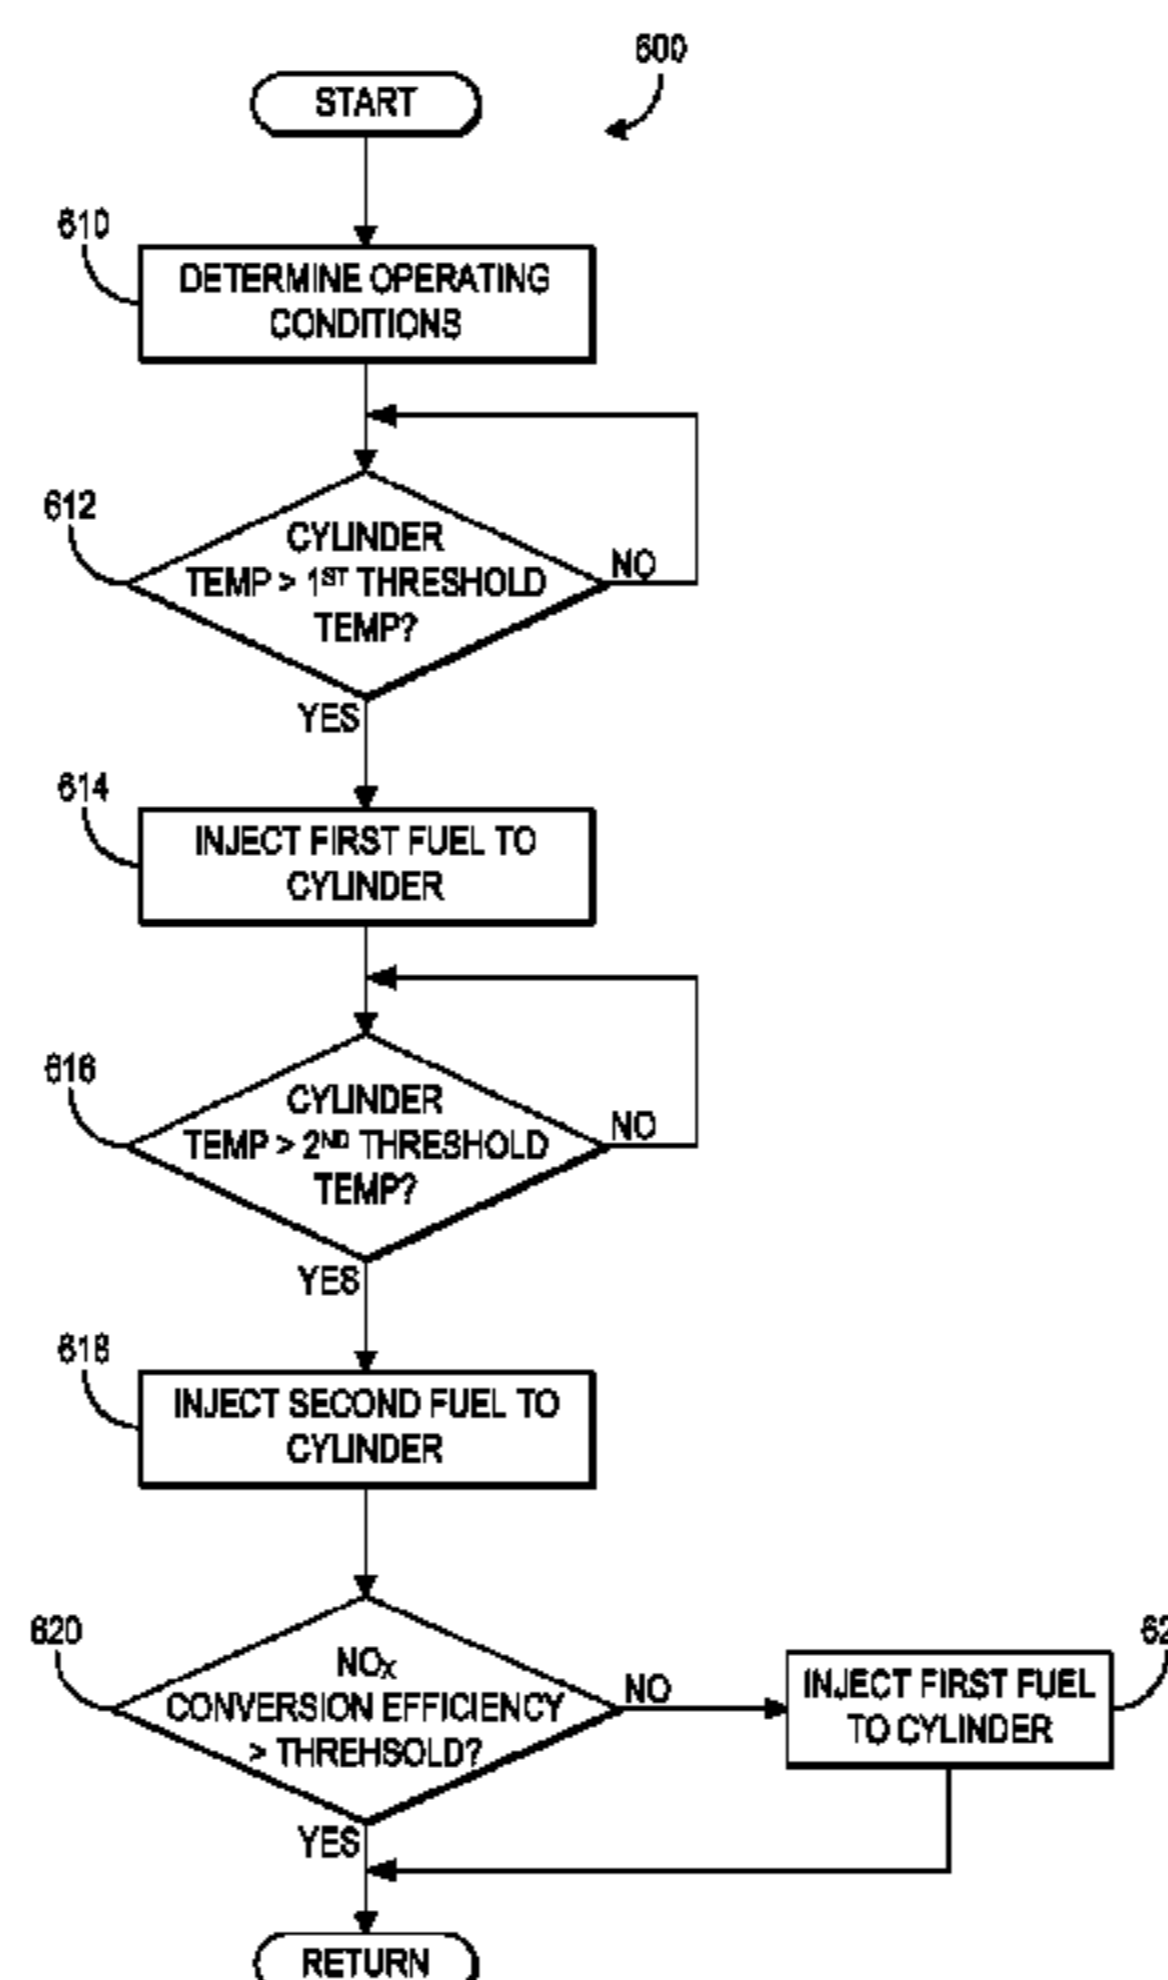 600
START
610
DETERMINE OPERATING
CONDITIONS
612
CYLINDER
TEMP > 1ST THRESHOLD
TEMP?
NO
YES
614
INJECT FIRST FUEL TO
CYLINDER
616
CYLINDER
TEMP > 2ND THRESHOLD
TEMP?
NO
YES
618
INJECT SECOND FUEL TO
CYLINDER
620
NOX
CONVERSION EFFICIENCY
> THREHSOLD?
NO
YES
INJECT FIRST FUEL
TO CYLINDER
RETURN